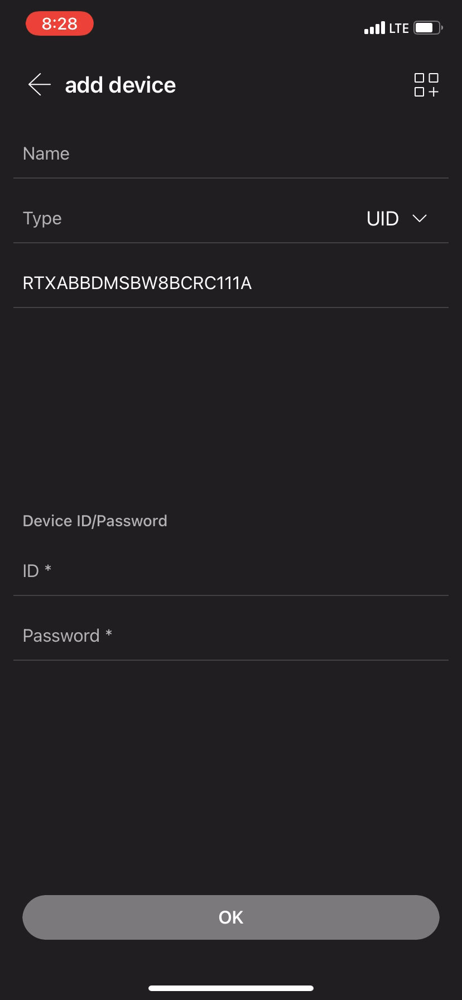 8:28
LTE
add device
Name
Type
UID
RTXABBDMSBW8BCRC111A
Device ID/Password
ID *
Password *
OK